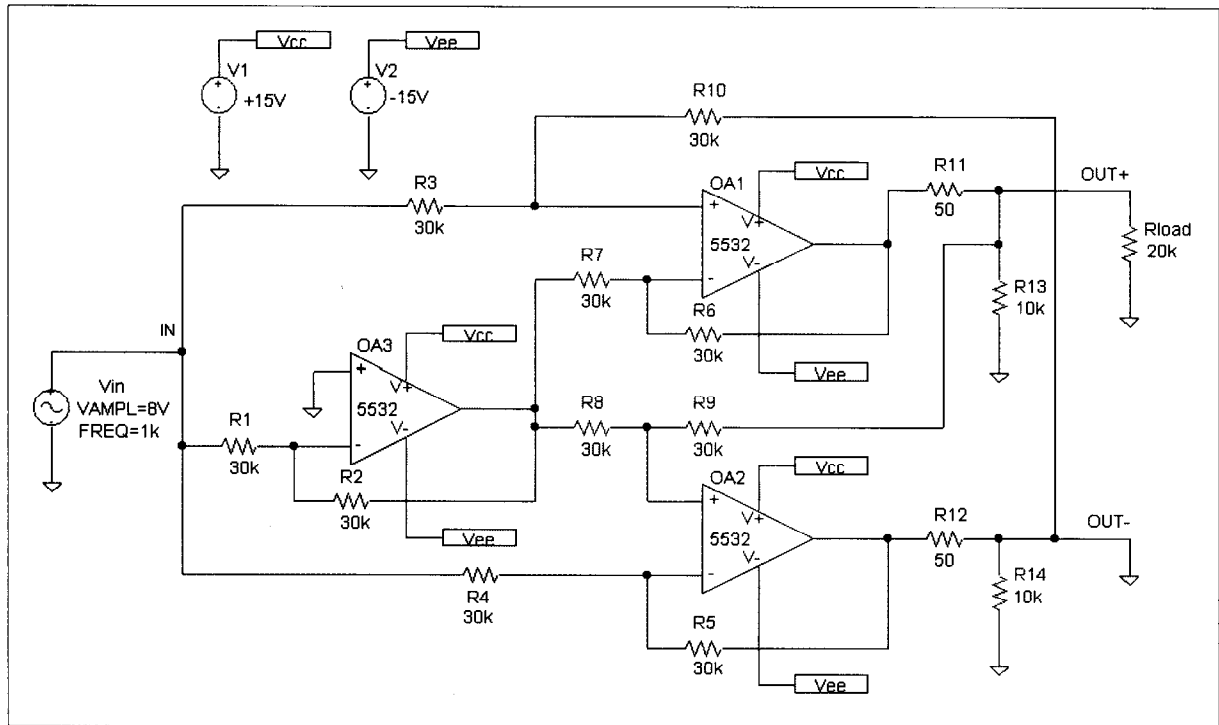 Vcc
Vee
V1
+15V
V2
-15V
R10
30k
R3
30k
OA1
Vcc
+
V+
5532
V-
-
R11
50
OUT+
Rload
20k
R7
30k
R6
30k
R13
10k
Vee
IN
OA3
Vcc
+
V+
5532
V-
-
Vin
VAMPL=8V
FREQ=1k
R1
30k
R2
30k
Vee
R8
30k
R9
30k
OA2
Vcc
+
V+
5532
V-
-
R12
50
OUT-
R4
30k
R5
30k
R14
10k
Vee